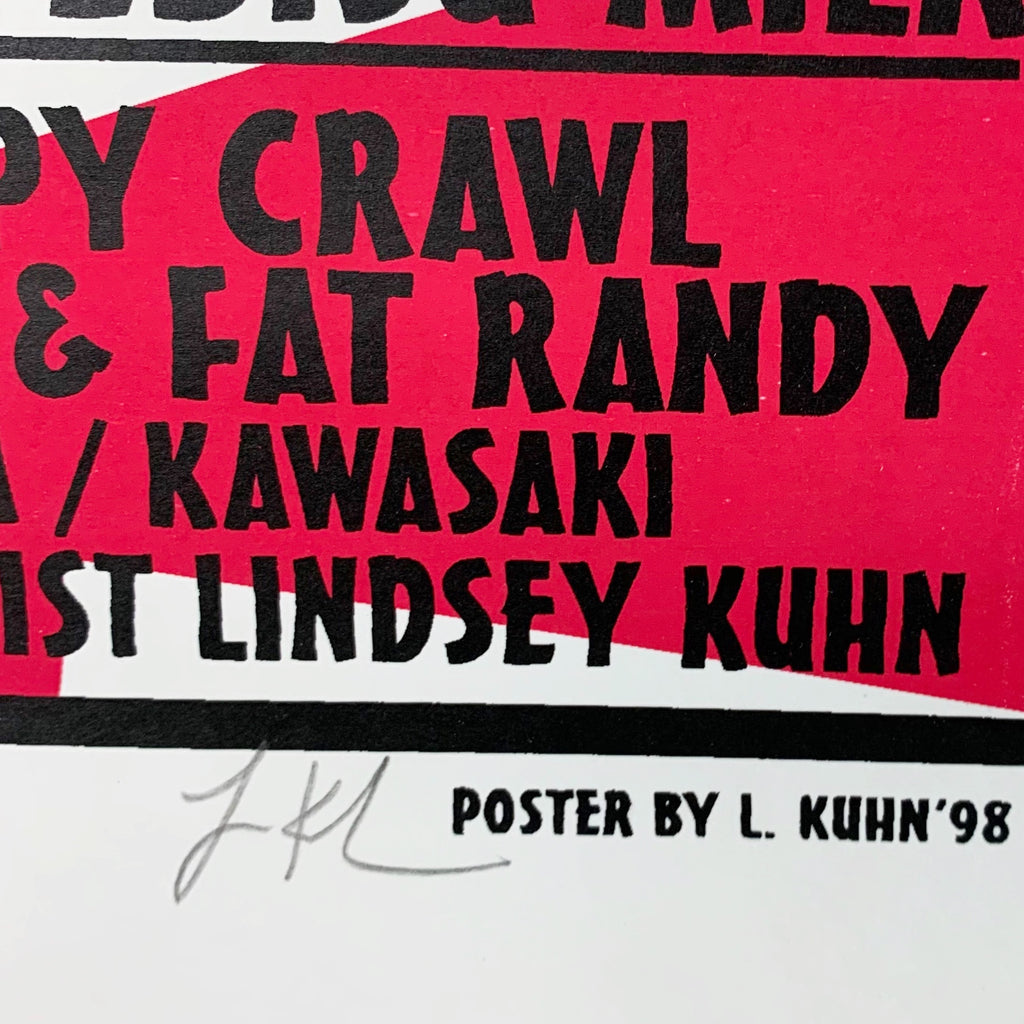 PY CRAWL
& FAT RANDY
A / KAWASAKI
IST LINDSEY KUHN
L K
POSTER BY L. KUHN '98